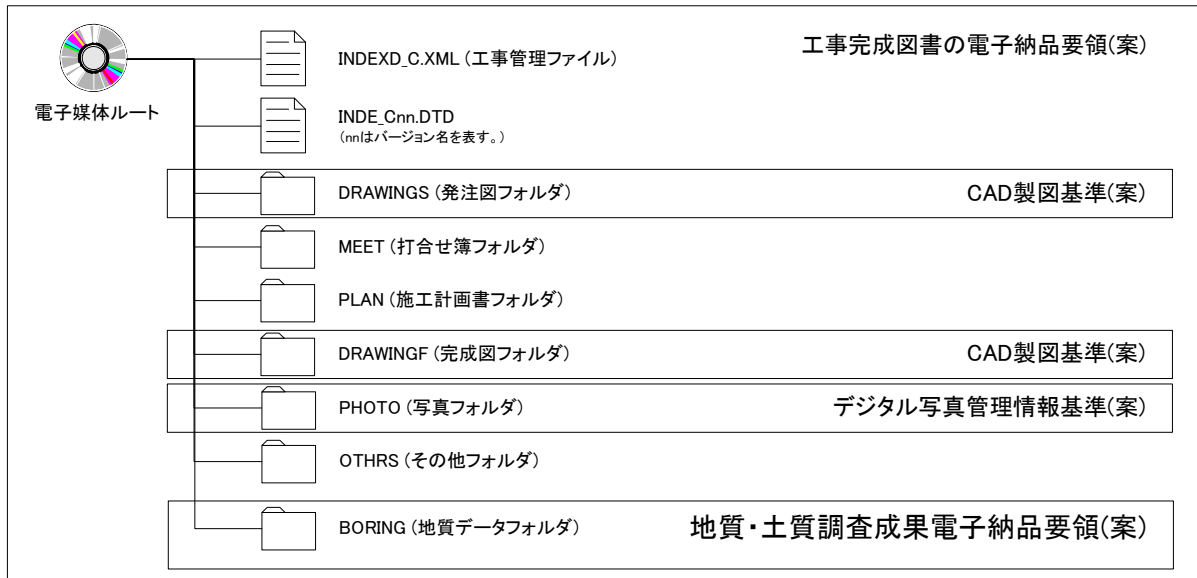 INDEXD_C.XML (工事管理ファイル)
工事完成図書の電子納品要領(案)
電子媒体ルート
INDE_Cnn.DTD
(nnはバージョン名を表す。)
DRAWINGS (発注図フォルダ)
CAD製図基準(案)
MEET (打合せ簿フォルダ)
PLAN (施工計画書フォルダ)
DRAWINGF (完成図フォルダ)
CAD製図基準(案)
PHOTO (写真フォルダ)
デジタル写真管理情報基準(案)
OTHRS (その他フォルダ)
BORING (地質データフォルダ)
地質・土質調査成果電子納品要領(案)